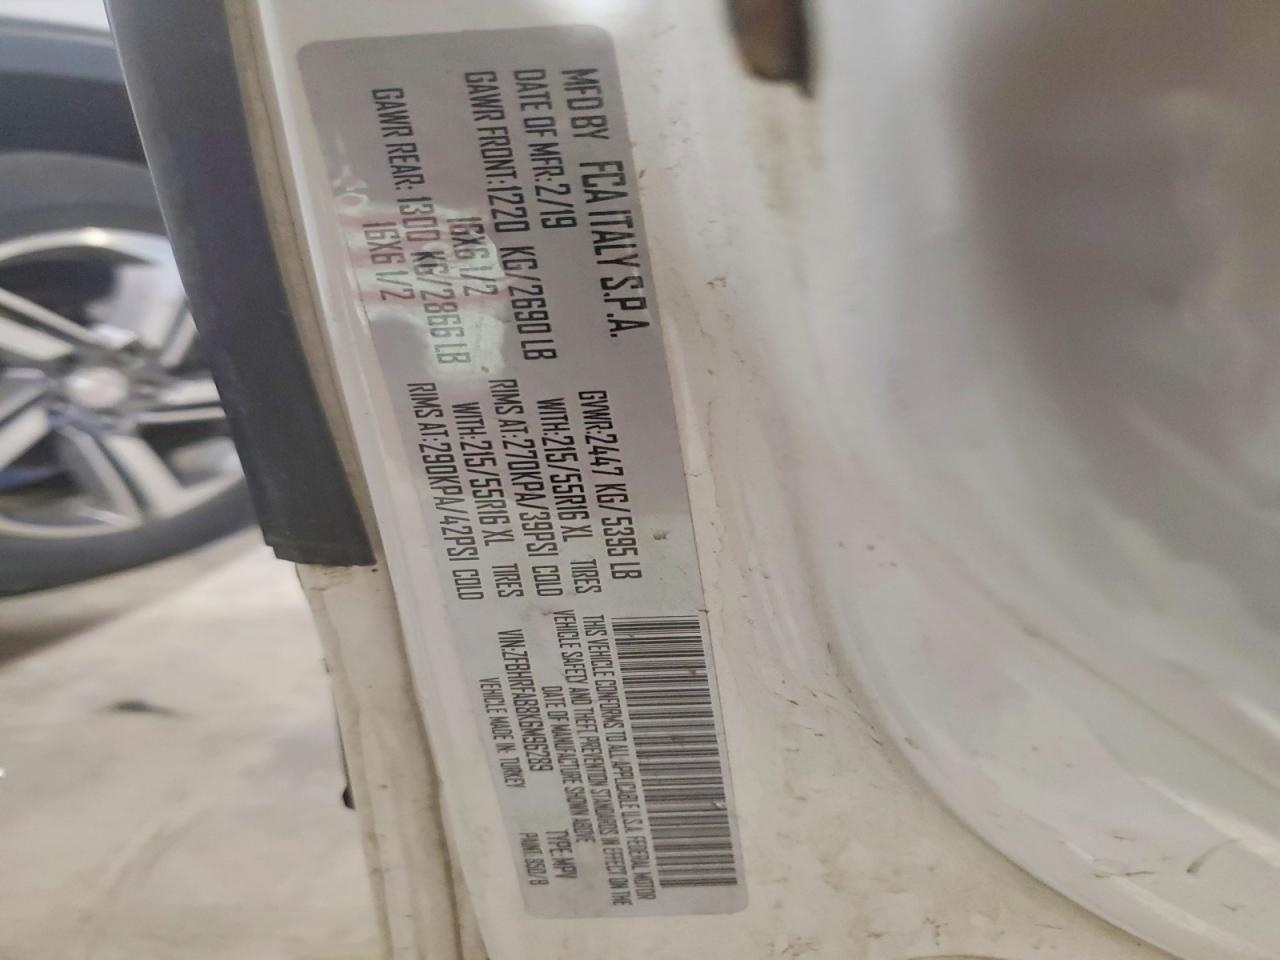 MFD BY FCA ITALY S.P.A. GVWR:2447 KG/5395 LB
DATE OF MFR:2/19
GAWR FRONT:1220 KG/2690 LB WITH:215/55R16 XL TIRES
16X6 1/2 RIMS AT:270KPA/39PSI COLD
GAWR REAR: 1300 KG/2866 LB WITH:215/55R16 XL TIRES
16X6 1/2 RIMS AT:290KPA/42PSI COLD
THIS VEHICLE CONFORMS TO ALL APPLICABLE U.S.A. FEDERAL MOTOR
VEHICLE SAFETY AND THEFT PREVENTION STANDARDS IN EFFECT ON THE
DATE OF MANUFACTURE SHOWN ABOVE
VIN:ZFBHRFAB8K6M96289 TYPE: MPV
VEHICLE MADE IN: TURKEY PAINT: 950/B